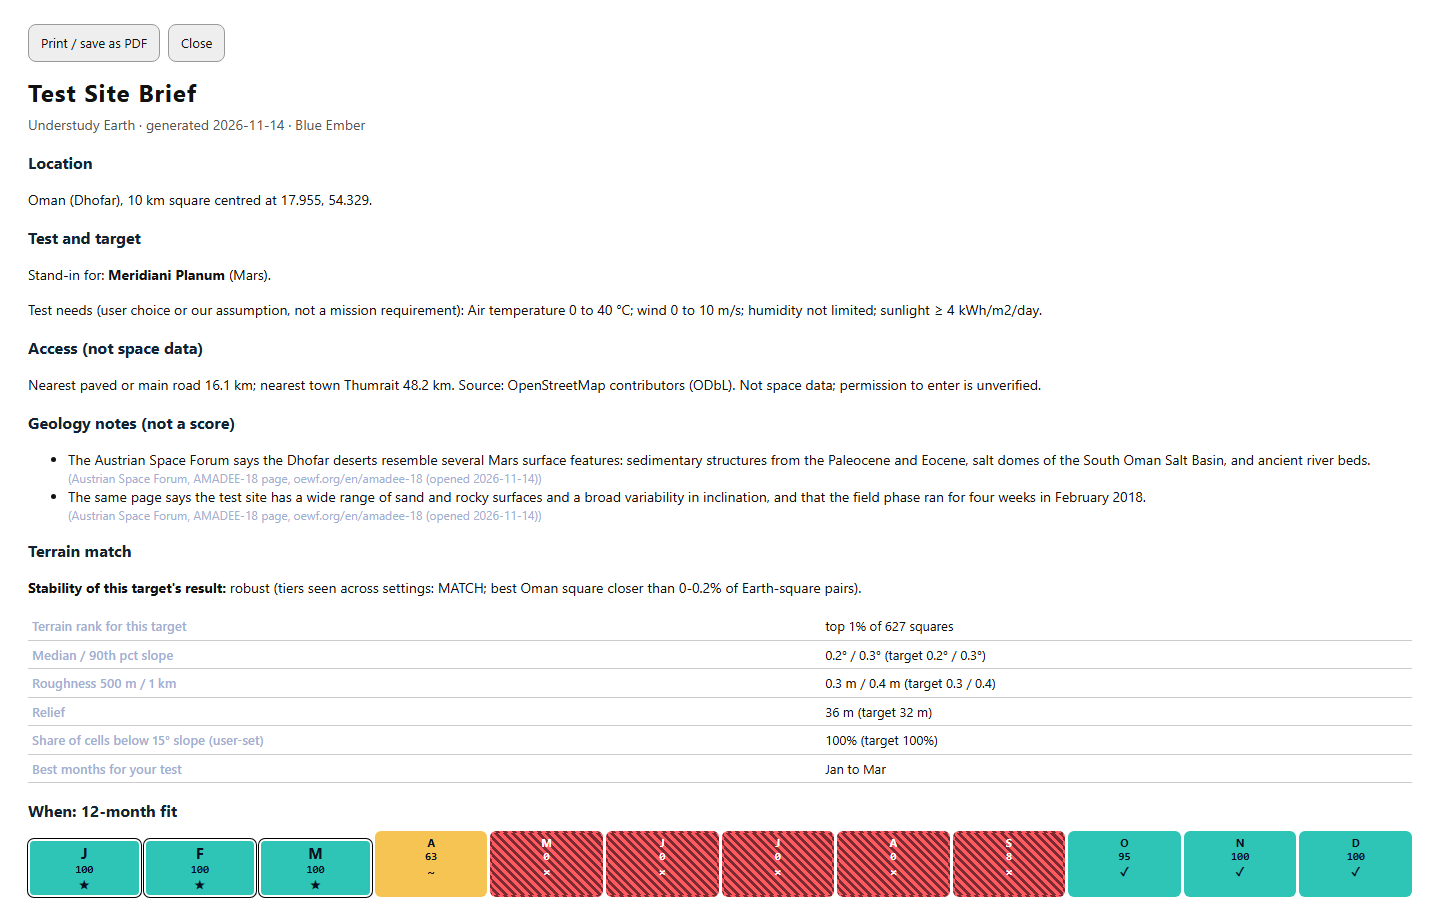 Print / save as PDF
Close
Test Site Brief
Understudy Earth · generated 2026-11-14 · Blue Ember
Location
Oman (Dhofar), 10 km square centred at 17.955, 54.329.
Test and target
Stand-in for: Meridiani Planum (Mars).
Test needs (user choice or our assumption, not a mission requirement): Air temperature 0 to 40 °C; wind 0 to 10 m/s; humidity not limited; sunlight ≥ 4 kWh/m2/day.
Access (not space data)
Nearest paved or main road 16.1 km; nearest town Thumrait 48.2 km. Source: OpenStreetMap contributors (ODbL). Not space data; permission to enter is unverified.
Geology notes (not a score)
• The Austrian Space Forum says the Dhofar deserts resemble several Mars surface features: sedimentary structures from the Paleocene and Eocene, salt domes of the South Oman Salt Basin, and ancient river beds.
(Austrian Space Forum, AMADEE-18 page, oewf.org/en/amadee-18 (opened 2026-11-14))
• The same page says the test site has a wide range of sand and rocky surfaces and a broad variability in inclination, and that the field phase ran for four weeks in February 2018.
(Austrian Space Forum, AMADEE-18 page, oewf.org/en/amadee-18 (opened 2026-11-14))
Terrain match
Stability of this target's result: robust (tiers seen across settings: MATCH; best Oman square closer than 0-0.2% of Earth-square pairs).
Terrain rank for this target top 1% of 627 squares
Median / 90th pct slope 0.2° / 0.3° (target 0.2° / 0.3°)
Roughness 500 m / 1 km 0.3 m / 0.4 m (target 0.3 / 0.4)
Relief 36 m (target 32 m)
Share of cells below 15° slope (user-set) 100% (target 100%)
Best months for your test Jan to Mar
When: 12-month fit
J F M A M J J A S O N D
100 100 100 63 0 0 0 0 8 95 100 100
★ ★ ★ ~ × × × × × ✓ ✓ ✓